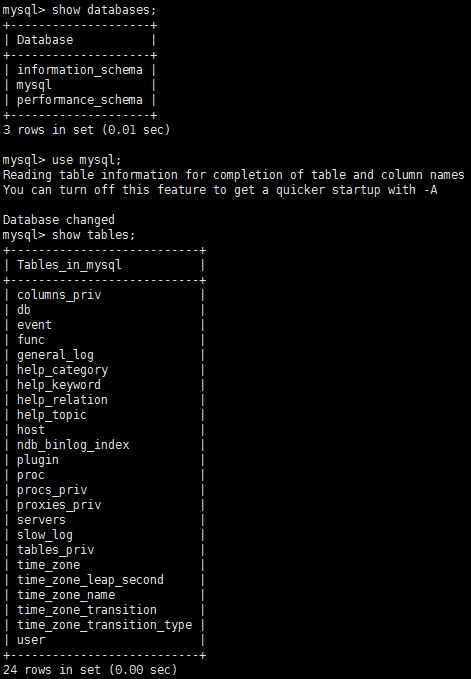 mysql> show databases;
+--------------------+
| Database           |
+--------------------+
| information_schema |
| mysql              |
| performance_schema |
+--------------------+
3 rows in set (0.01 sec)

mysql> use mysql;
Reading table information for completion of table and column names
You can turn off this feature to get a quicker startup with -A

Database changed
mysql> show tables;
+---------------------------+
| Tables_in_mysql           |
+---------------------------+
| columns_priv              |
| db                        |
| event                     |
| func                      |
| general_log               |
| help_category             |
| help_keyword              |
| help_relation             |
| help_topic                |
| host                      |
| ndb_binlog_index          |
| plugin                    |
| proc                      |
| procs_priv                |
| proxies_priv              |
| servers                   |
| slow_log                  |
| tables_priv               |
| time_zone                 |
| time_zone_leap_second     |
| time_zone_name            |
| time_zone_transition      |
| time_zone_transition_type |
| user                      |
+---------------------------+
24 rows in set (0.00 sec)